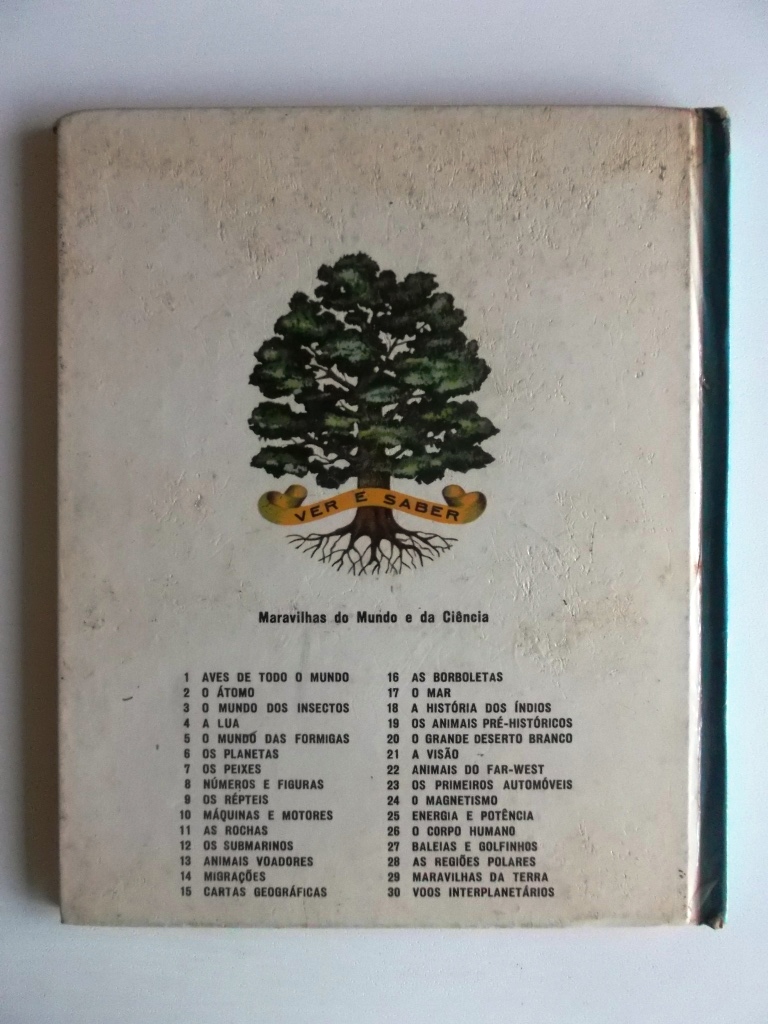 VER E SABER
Maravilhas do Mundo e da Ciência
1 AVES DE TODO O MUNDO
2 O ÁTOMO
3 O MUNDO DOS INSECTOS
4 A LUA
5 O MUNDO DAS FORMIGAS
6 OS PLANETAS
7 OS PEIXES
8 NÚMEROS E FIGURAS
9 OS RÉPTEIS
10 MÁQUINAS E MOTORES
11 AS ROCHAS
12 OS SUBMARINOS
13 ANIMAIS VOADORES
14 MIGRAÇÕES
15 CARTAS GEOGRÁFICAS
16 AS BORBOLETAS
17 O MAR
18 A HISTÓRIA DOS ÍNDIOS
19 OS ANIMAIS PRÉ-HISTÓRICOS
20 O GRANDE DESERTO BRANCO
21 A VISÃO
22 ANIMAIS DO FAR-WEST
23 OS PRIMEIROS AUTOMÓVEIS
24 O MAGNETISMO
25 ENERGIA E POTÊNCIA
26 O CORPO HUMANO
27 BALEIAS E GOLFINHOS
28 AS REGIÕES POLARES
29 MARAVILHAS DA TERRA
30 VOOS INTERPLANETÁRIOS